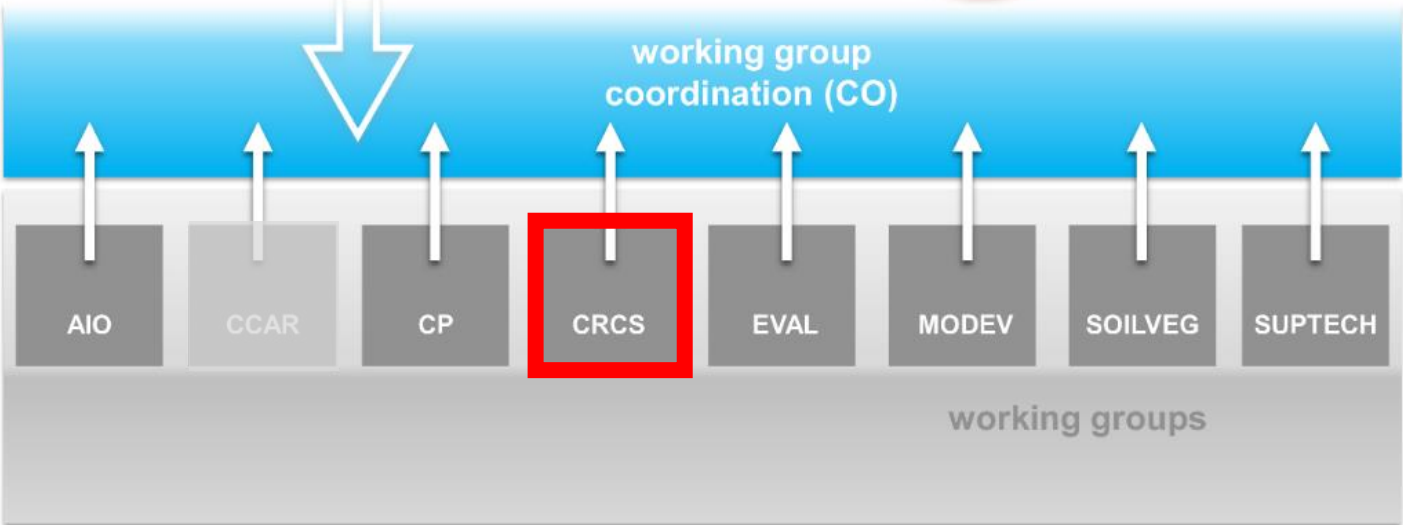 working group
coordination (CO)
AIO
CCAR
CP
CRCS
EVAL
MODEV
SOILVEG
SUPTECH
working groups